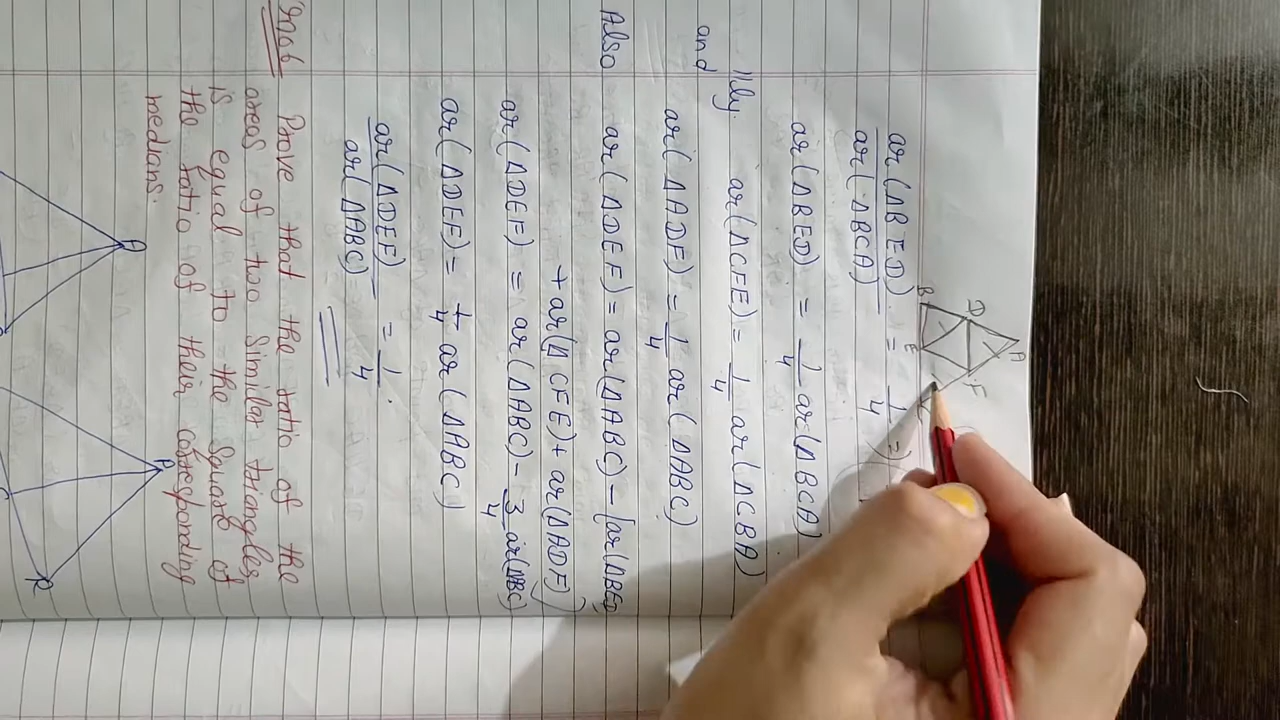 A
D
F
B
E
ar(ΔBED) = 1 =)
ar(ΔBCA) 4
ar(ΔBED) = 1/4 ar(ΔBCA)
llly ar(ΔCFE) = 1/4 ar(ΔCBA)
and
ar(ΔADF) = 1/4 ar(ΔABC)
Also ar(ΔDEF) = ar(ΔABC) - (ar(ΔBED)
+ ar(ΔCFE) + ar(ΔADF))
ar(ΔDEF) = ar(ΔABC) - 3/4 ar(ΔABC)
ar(ΔDEF) = 1/4 ar(ΔABC)
ar(ΔDEF) = 1 .
ar(ΔABC) 4
Prove that the ratio of the
areas of two Similar triangles
is equal to the Square of
the ratio of their corresponding
medians.
A
P
R